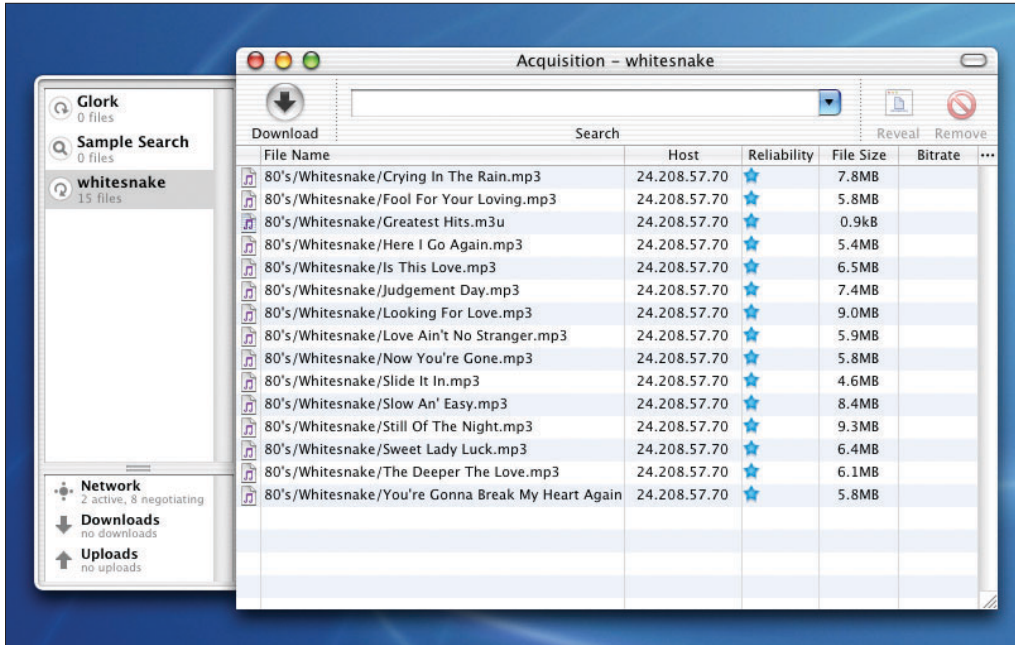 Acquisition – whitesnake
Glork
0 files
Sample Search
0 files
whitesnake
15 files
Download
Search
Reveal
Remove
File Name Host Reliability File Size Bitrate ...
80's/Whitesnake/Crying In The Rain.mp3 24.208.57.70 7.8MB
80's/Whitesnake/Fool For Your Loving.mp3 24.208.57.70 5.8MB
80's/Whitesnake/Greatest Hits.m3u 24.208.57.70 0.9kB
80's/Whitesnake/Here I Go Again.mp3 24.208.57.70 5.4MB
80's/Whitesnake/Is This Love.mp3 24.208.57.70 6.5MB
80's/Whitesnake/Judgement Day.mp3 24.208.57.70 7.4MB
80's/Whitesnake/Looking For Love.mp3 24.208.57.70 9.0MB
80's/Whitesnake/Love Ain't No Stranger.mp3 24.208.57.70 5.9MB
80's/Whitesnake/Now You're Gone.mp3 24.208.57.70 5.8MB
80's/Whitesnake/Slide It In.mp3 24.208.57.70 4.6MB
80's/Whitesnake/Slow An' Easy.mp3 24.208.57.70 8.4MB
80's/Whitesnake/Still Of The Night.mp3 24.208.57.70 9.3MB
80's/Whitesnake/Sweet Lady Luck.mp3 24.208.57.70 6.4MB
80's/Whitesnake/The Deeper The Love.mp3 24.208.57.70 6.1MB
80's/Whitesnake/You're Gonna Break My Heart Again 24.208.57.70 5.8MB
Network
2 active, 8 negotiating
Downloads
no downloads
Uploads
no uploads